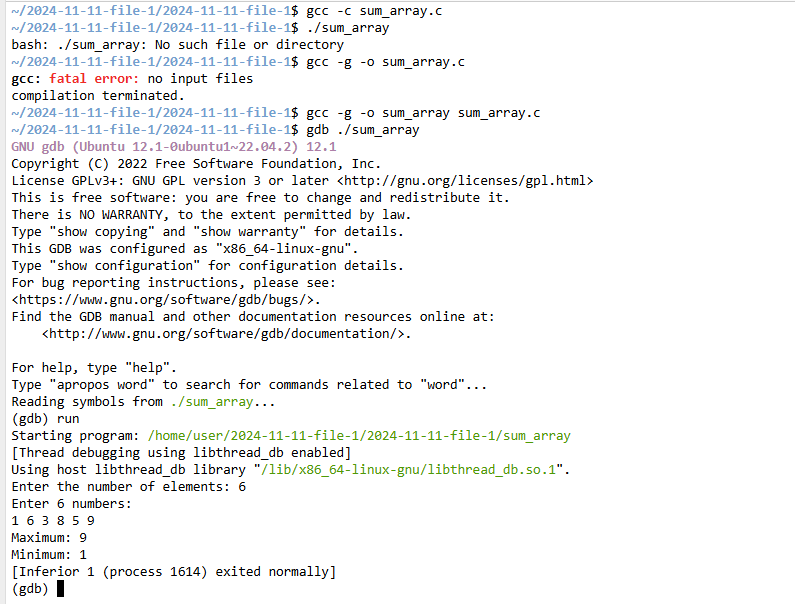 ~/2024-11-11-file-1/2024-11-11-file-1$ gcc -c sum_array.c
~/2024-11-11-file-1/2024-11-11-file-1$ ./sum_array
bash: ./sum_array: No such file or directory
~/2024-11-11-file-1/2024-11-11-file-1$ gcc -g -o sum_array.c
gcc: fatal error: no input files
compilation terminated.
~/2024-11-11-file-1/2024-11-11-file-1$ gcc -g -o sum_array sum_array.c
~/2024-11-11-file-1/2024-11-11-file-1$ gdb ./sum_array
GNU gdb (Ubuntu 12.1-0ubuntu1~22.04.2) 12.1
Copyright (C) 2022 Free Software Foundation, Inc.
License GPLv3+: GNU GPL version 3 or later <http://gnu.org/licenses/gpl.html>
This is free software: you are free to change and redistribute it.
There is NO WARRANTY, to the extent permitted by law.
Type "show copying" and "show warranty" for details.
This GDB was configured as "x86_64-linux-gnu".
Type "show configuration" for configuration details.
For bug reporting instructions, please see:
<https://www.gnu.org/software/gdb/bugs/>.
Find the GDB manual and other documentation resources online at:
    <http://www.gnu.org/software/gdb/documentation/>.

For help, type "help".
Type "apropos word" to search for commands related to "word"...
Reading symbols from ./sum_array...
(gdb) run
Starting program: /home/user/2024-11-11-file-1/2024-11-11-file-1/sum_array
[Thread debugging using libthread_db enabled]
Using host libthread_db library "/lib/x86_64-linux-gnu/libthread_db.so.1".
Enter the number of elements: 6
Enter 6 numbers:
1 6 3 8 5 9
Maximum: 9
Minimum: 1
[Inferior 1 (process 1614) exited normally]
(gdb)